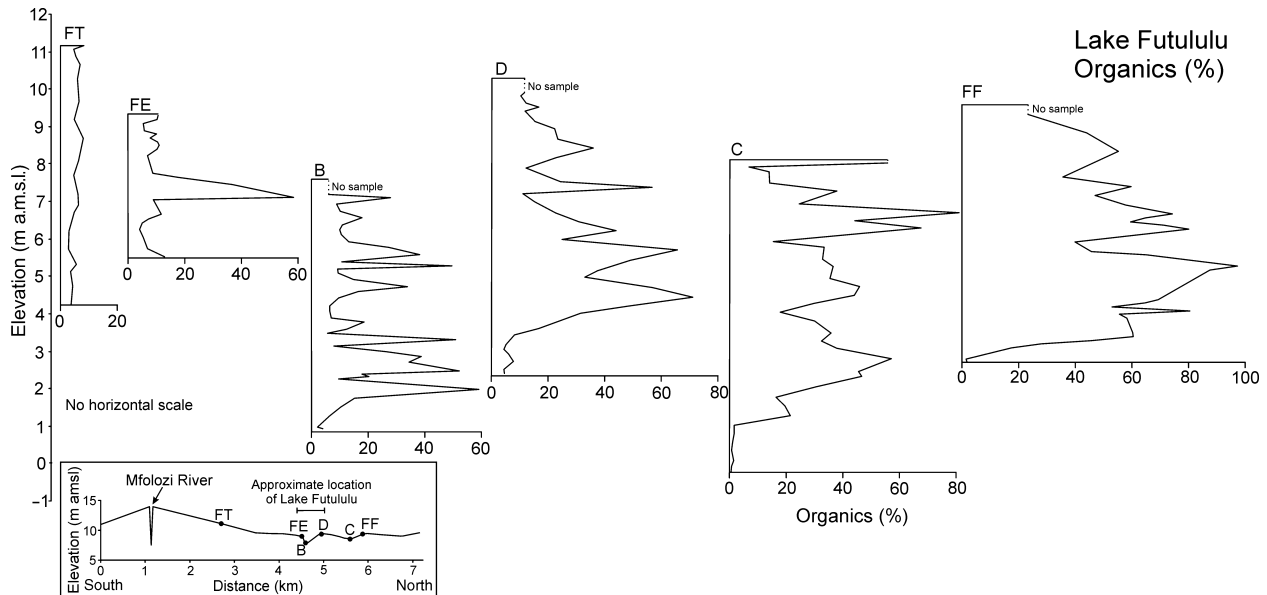 Lake Futululu
Organics (%)
Elevation (m a.m.s.l.)
12
11
10
9
8
7
6
5
4
3
2
1
0
–1
FT
0 20
FE
0 20 40 60
B
No sample
0 20 40 60
D
No sample
0 20 40 60 80
C
0 20 40 60 80
Organics (%)
FF
No sample
0 20 40 60 80 100
No horizontal scale
Elevation (m amsl)
15
10
5
Mfolozi River
Approximate location
of Lake Futululu
FT
FE
B
D
C
FF
0 1 2 3 4 5 6 7
South Distance (km) North